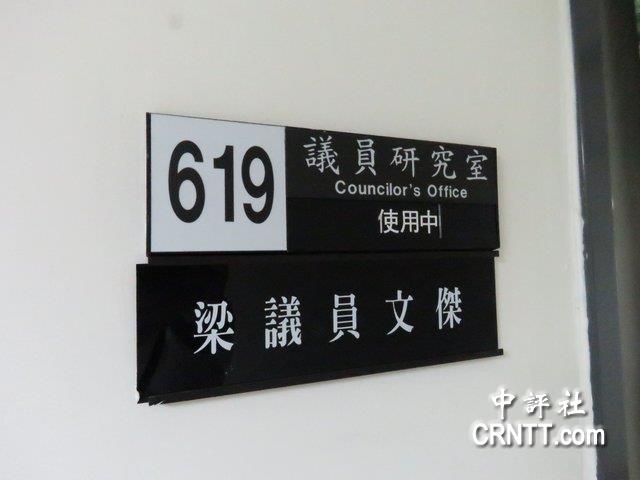 619
議員研究室
Councilor's Office
使用中
梁議員文傑
中評社
CRNTT.com